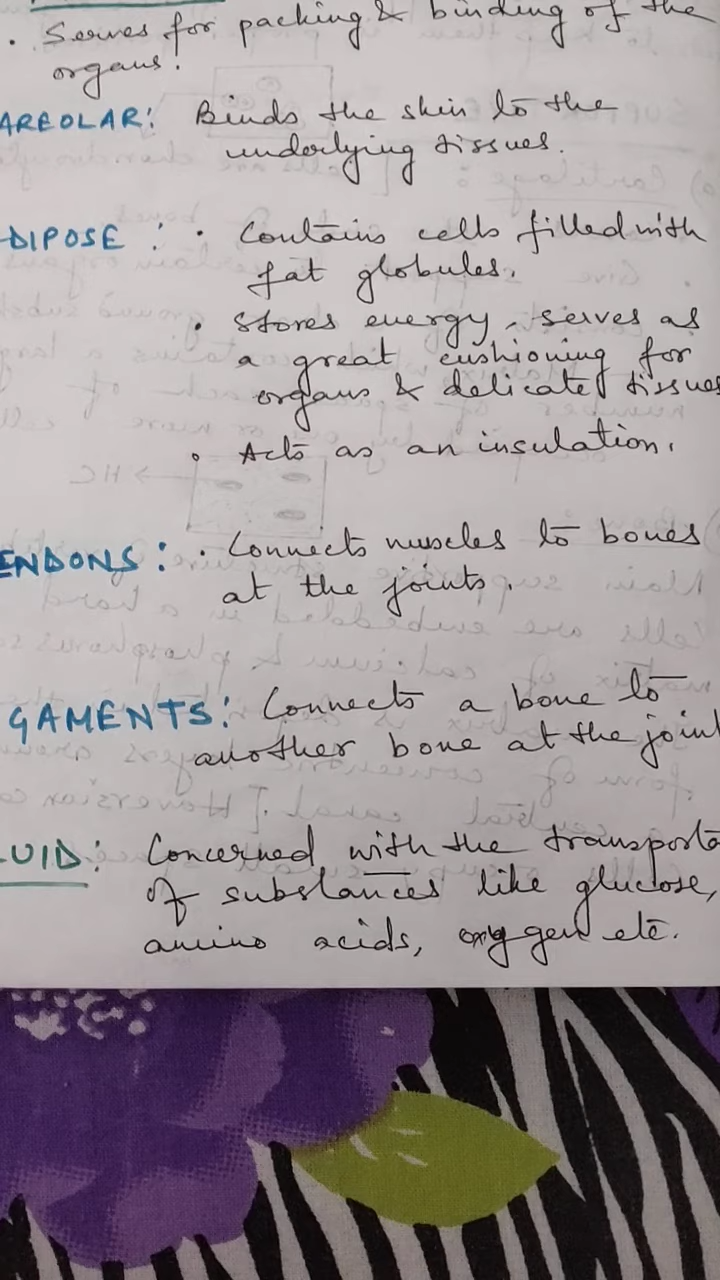 . Serves for packing & binding of the
organs.
AREOLAR: Binds the skin to the
underlying tissues.
DIPOSE : . Contains cells filled with
fat globules.
. Stores energy, serves as
a great cushioning for
organs & delicate tissues
. Acts as an insulation.
ENDONS : . Connects muscles to bones
at the joints.
GAMENTS: Connects a bone to
another bone at the joint
LUID: Concerned with the transporta
of substances like glucose,
amino acids, oxygen etc.